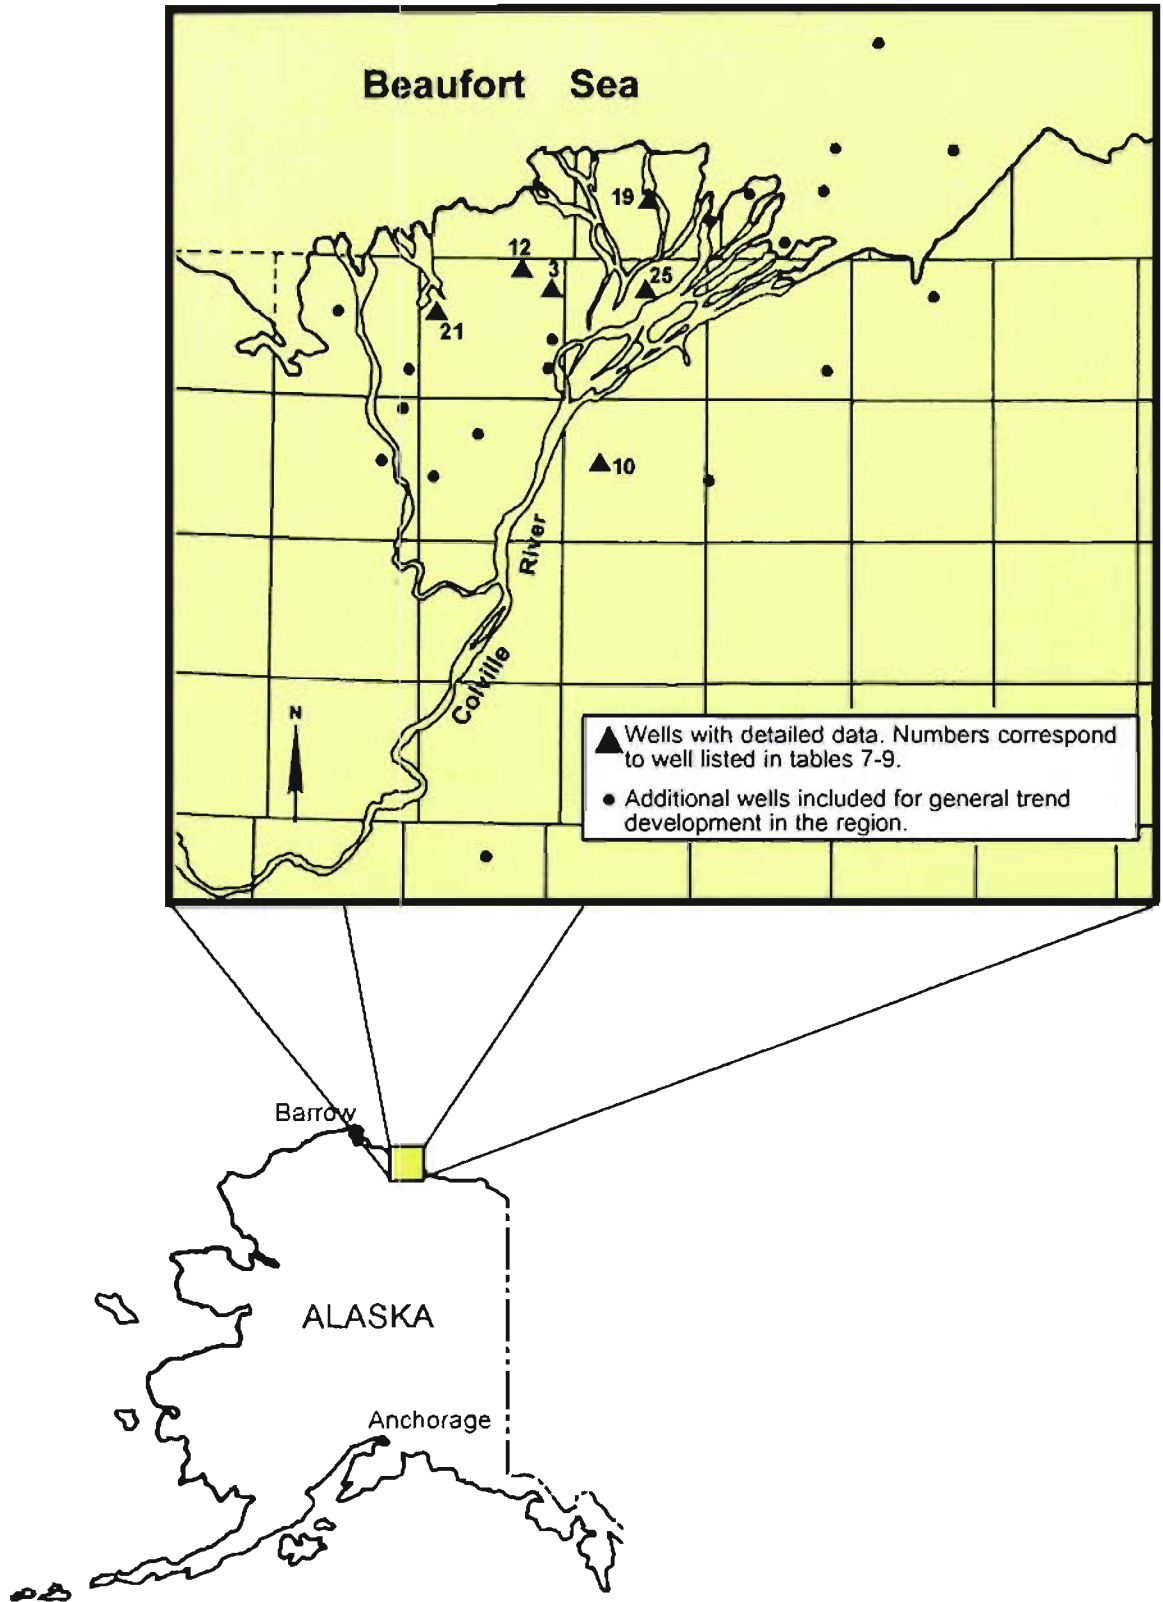 Beaufort Sea
19
12
3
25
21
10
River
Colville
N
Wells with detailed data. Numbers correspond
to well listed in tables 7-9.
Additional wells included for general trend
development in the region.
Barrow
ALASKA
Anchorage